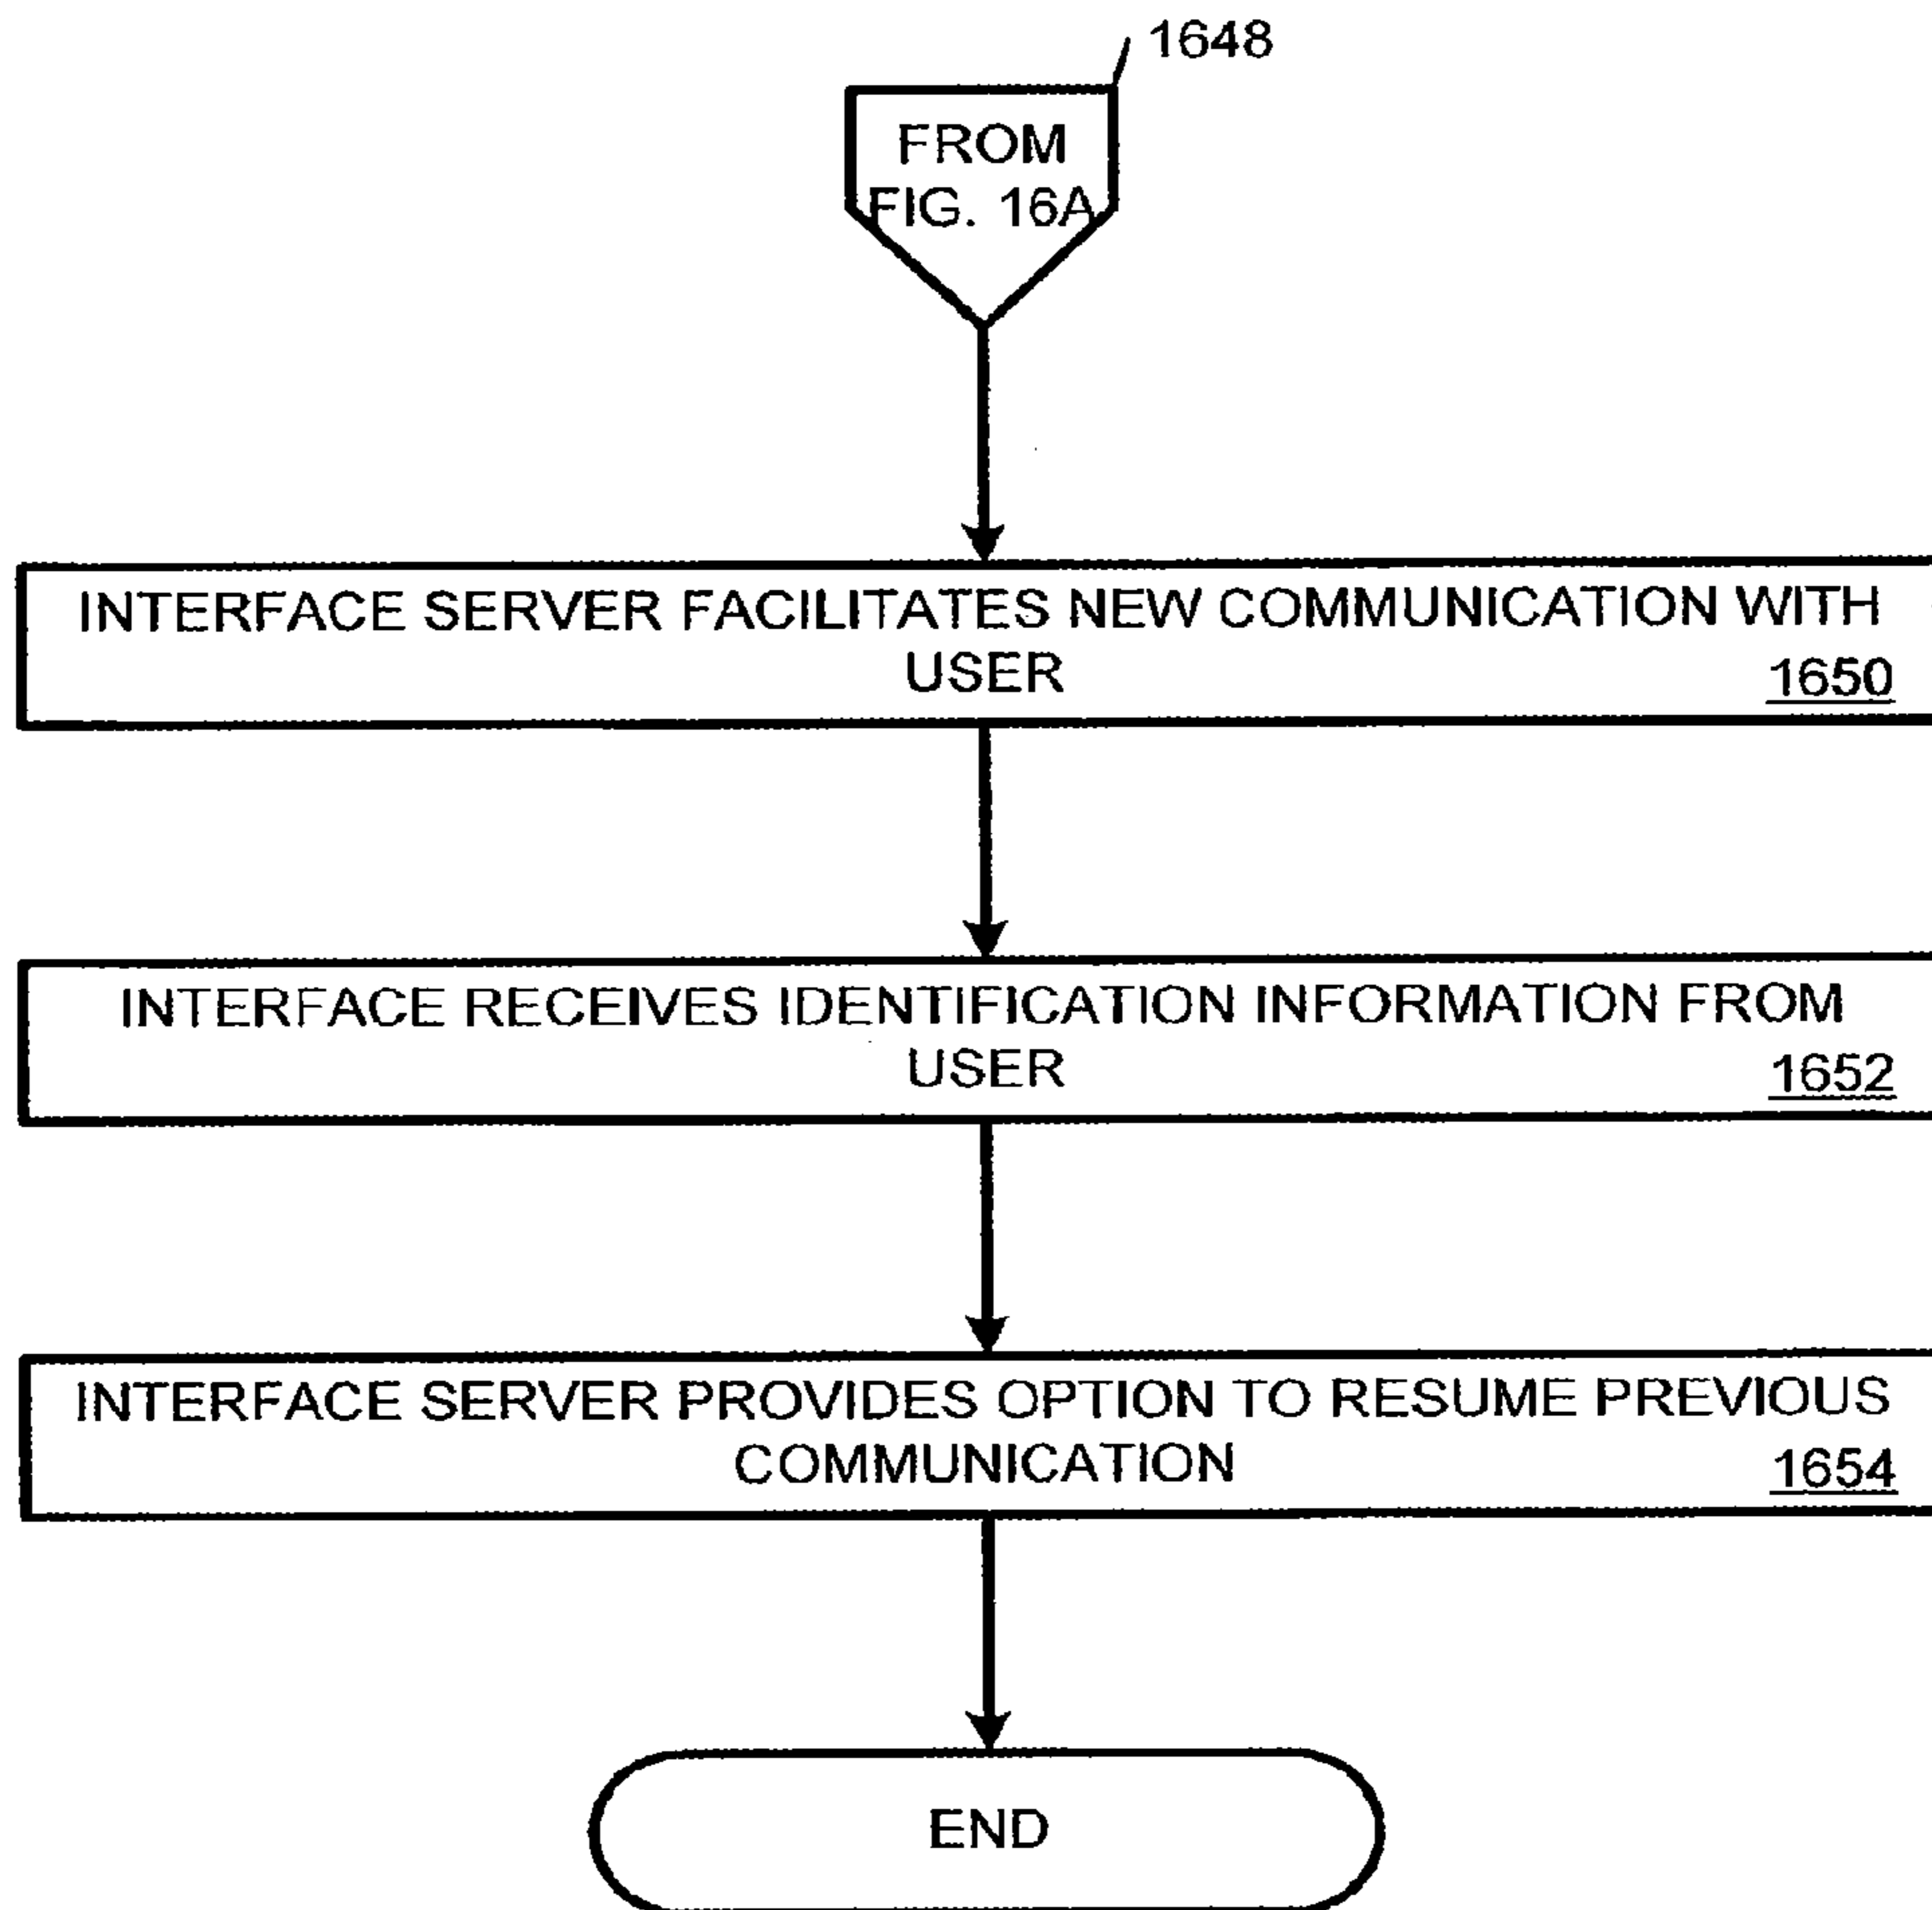 1648
FROM
FIG. 16A
INTERFACE SERVER FACILITATES NEW COMMUNICATION WITH
USER
1650
INTERFACE RECEIVES IDENTIFICATION INFORMATION FROM
USER
1652
INTERFACE SERVER PROVIDES OPTION TO RESUME PREVIOUS
COMMUNICATION
1654
END